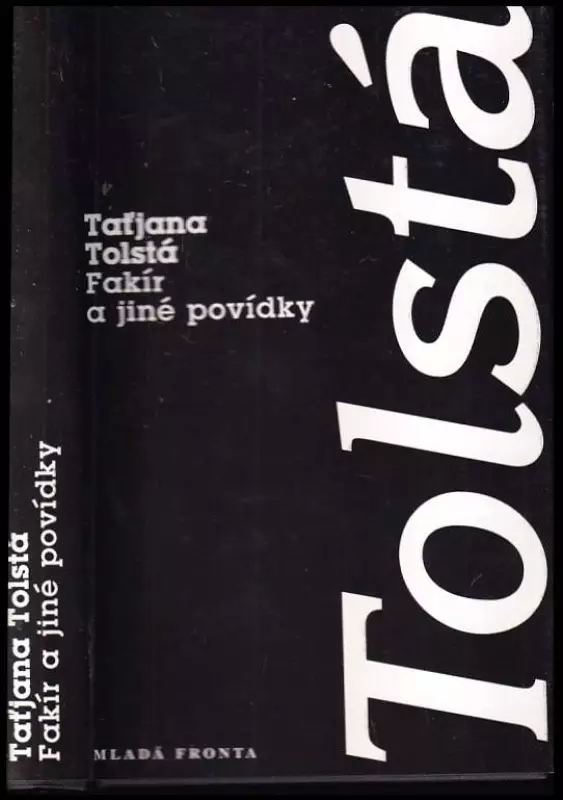 Taťjana
Tolstá
Fakír
a jiné povídky
Tolstá
MLADÁ FRONTA
Taťjana Tolstá
Fakír a jiné povídky